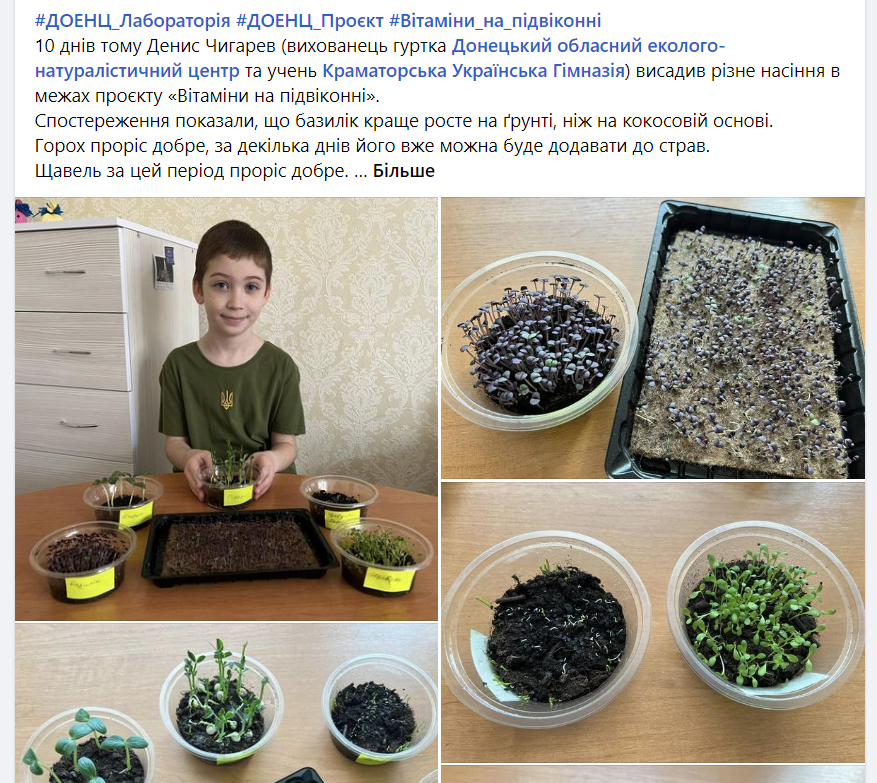 #ДОЕНЦ_Лабораторія #ДОЕНЦ_Проєкт #Вітаміни_на_підвіконні
10 днів тому Денис Чигарев (вихованець гуртка Донецький обласний еколого-
натуралістичний центр та учень Краматорська Українська Гімназія) висадив різне насіння в
межах проєкту «Вітаміни на підвіконні».
Спостереження показали, що базилік краще росте на ґрунті, ніж на кокосовій основі.
Горох проріс добре, за декілька днів його вже можна буде додавати до страв.
Щавель за цей період проріс добре. ... Більше